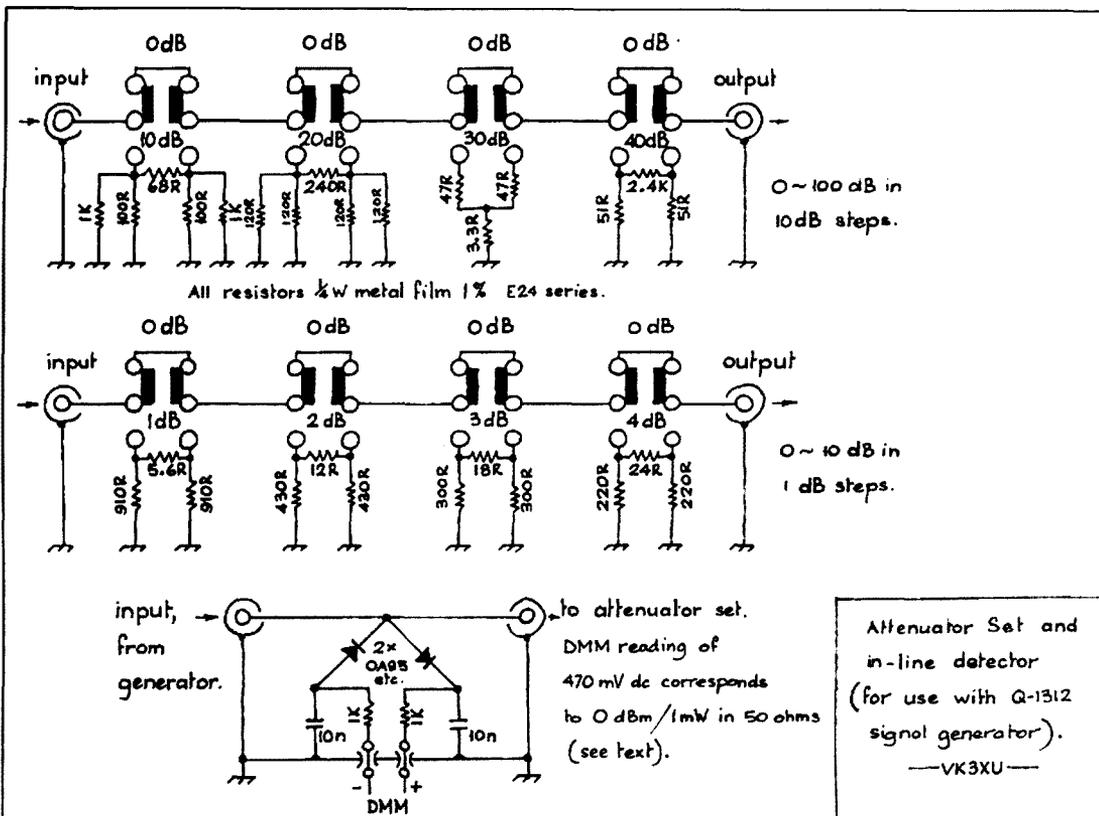 0dB 0dB 0dB 0dB
input output
10dB 20dB 30dB 40dB
68R 240R 47R 47R 2.4K
1K 100R 100R 1K 120R 120R 120R 120R 3.3R 51R 51R
0 ~ 100 dB in
10dB steps.
All resistors ¼W metal film 1% E24 series.
0dB 0dB 0dB 0dB
input output
1dB 2dB 3dB 4dB
5.6R 12R 18R 24R
910R 910R 430R 430R 300R 300R 220R 220R
0 ~ 10 dB in
1 dB steps.
input,
from
generator.
2×
OA95
etc.
1K 1K
10n 10n
- +
DMM
to attenuator set.
DMM reading of
470 mV dc corresponds
to 0 dBm/1mW in 50 ohms
(see text).
Attenuator Set and
in-line detector
(for use with Q-1312
signal generator).
—VK3XU—